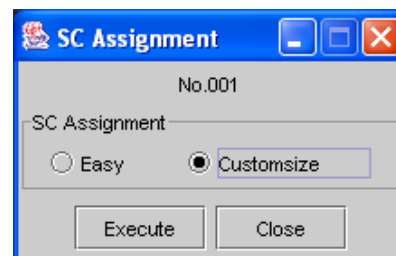 SC Assignment
No.001
SC Assignment
Easy Customsize
Execute Close